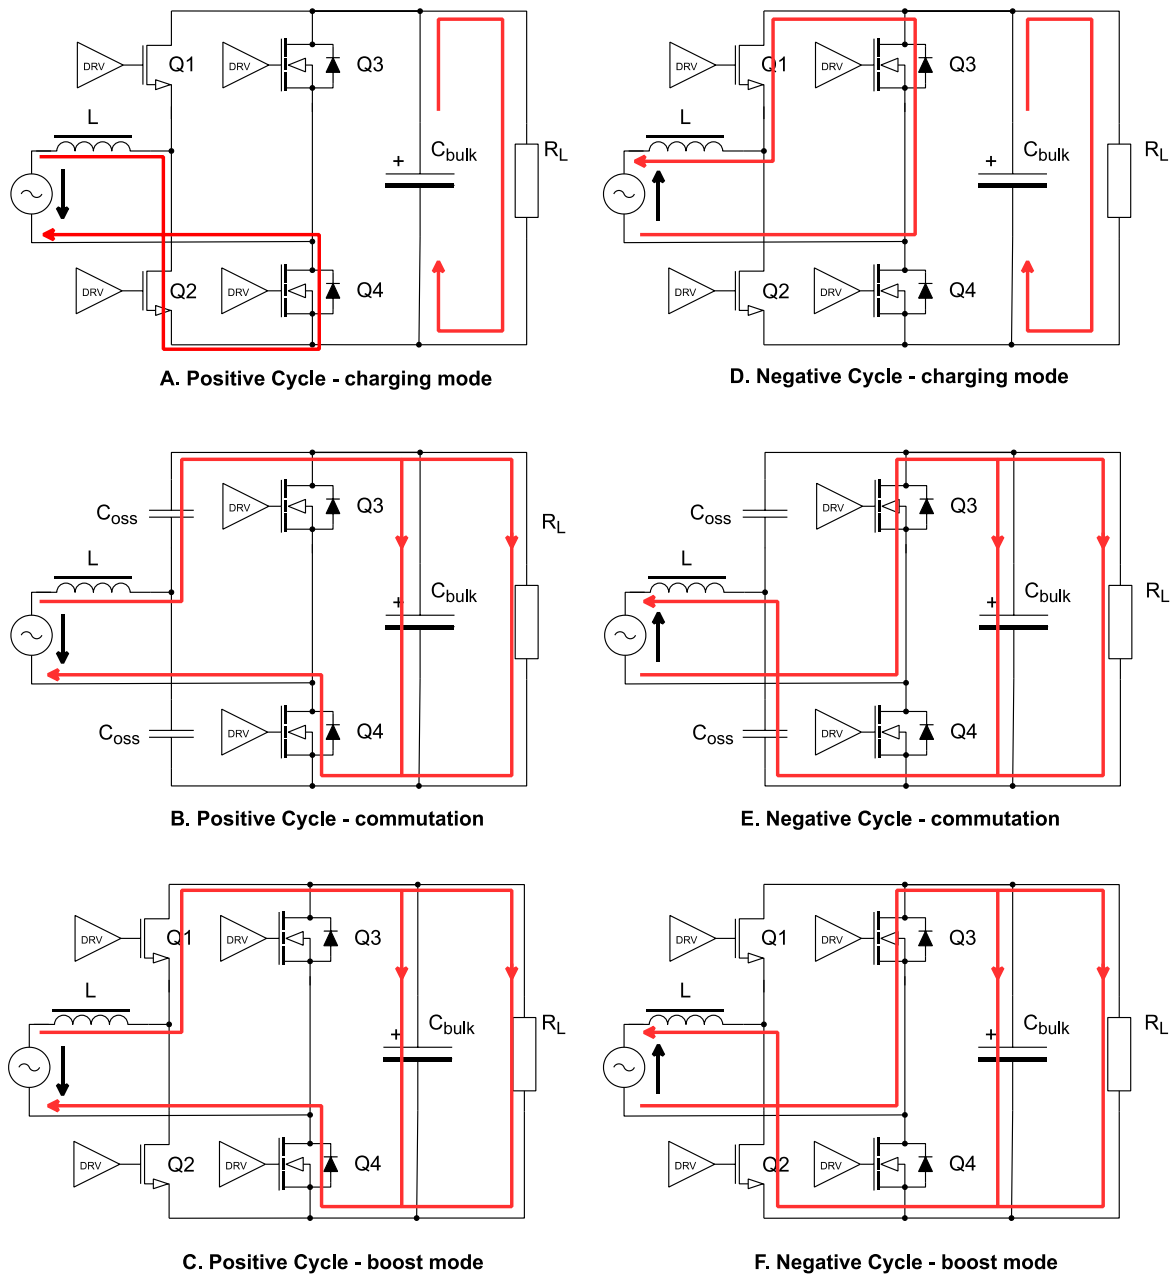 DRV Q1 DRV Q3 DRV Q1 DRV Q3
L L
+ Cbulk RL + Cbulk RL
DRV Q2 DRV Q4 DRV Q2 DRV Q4
A. Positive Cycle - charging mode D. Negative Cycle - charging mode
Coss DRV Q3 RL Coss DRV Q3
L L
+ Cbulk + Cbulk RL
Coss DRV Q4 Coss DRV Q4
B. Positive Cycle - commutation E. Negative Cycle - commutation
DRV Q1 DRV Q3 DRV Q1 DRV Q3
L L
+ Cbulk RL + Cbulk RL
DRV Q2 DRV Q4 DRV Q2 DRV Q4
C. Positive Cycle - boost mode F. Negative Cycle - boost mode